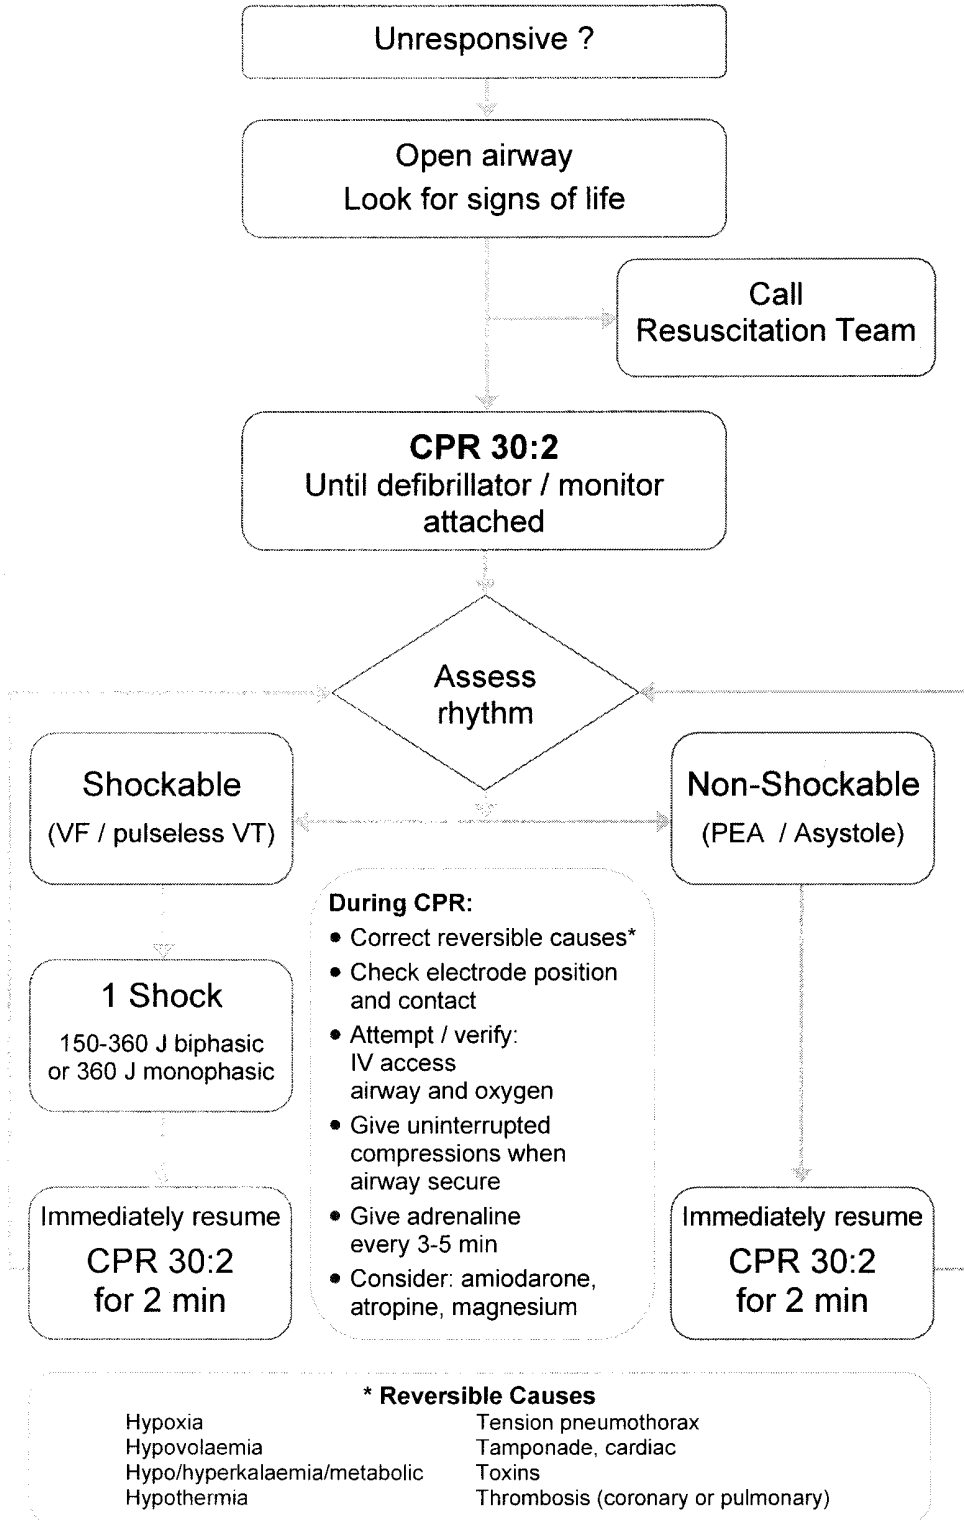 Unresponsive ?
Open airway
Look for signs of life
Call
Resuscitation Team
CPR 30:2
Until defibrillator / monitor
attached
Assess
rhythm
Shockable
(VF / pulseless VT)
Non-Shockable
(PEA / Asystole)
1 Shock
150-360 J biphasic
or 360 J monophasic
Immediately resume
CPR 30:2
for 2 min
During CPR:
• Correct reversible causes*
• Check electrode position
and contact
• Attempt / verify:
IV access
airway and oxygen
• Give uninterrupted
compressions when
airway secure
• Give adrenaline
every 3-5 min
• Consider: amiodarone,
atropine, magnesium
Immediately resume
CPR 30:2
for 2 min
* Reversible Causes
Hypoxia
Hypovolaemia
Hypo/hyperkalaemia/metabolic
Hypothermia
Tension pneumothorax
Tamponade, cardiac
Toxins
Thrombosis (coronary or pulmonary)